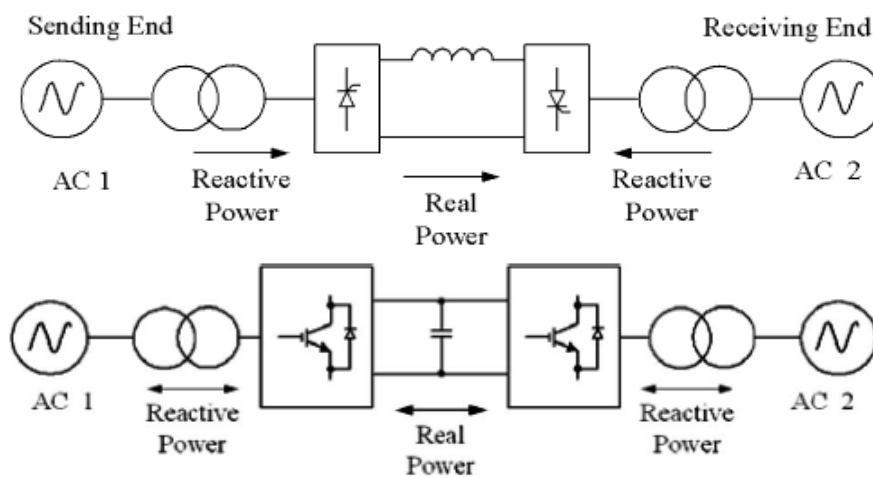 Sending End
Receiving End
AC 1
Reactive
Power
Real
Power
Reactive
Power
AC 2
AC 1
Reactive
Power
Real
Power
Reactive
Power
AC 2